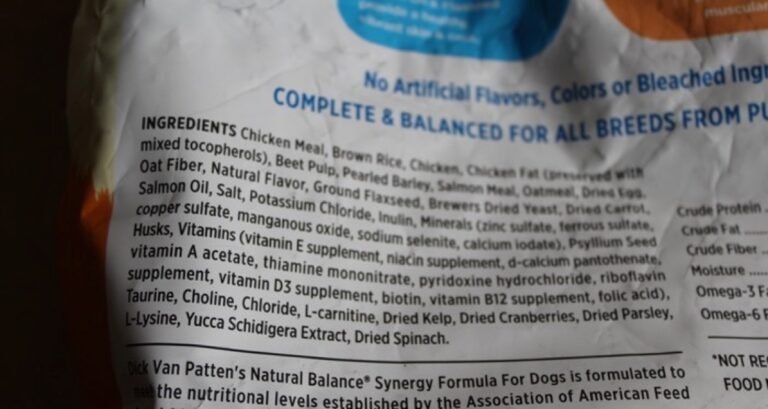 provide a healthy
muscular
No Artificial Flavors, Colors or Bleached Ingr
COMPLETE & BALANCED FOR ALL BREEDS FROM PU
INGREDIENTS Chicken Meal, Brown Rice, Chicken, Chicken Fat (preserved with
mixed tocopherols), Beet Pulp, Pearled Barley, Salmon Meal, Oatmeal, Dried Egg,
Oat Fiber, Natural Flavor, Ground Flaxseed, Brewers Dried Yeast, Dried Carrot,
Salmon Oil, Salt, Potassium Chloride, Inulin, Minerals (zinc sulfate, ferrous sulfate,
copper sulfate, manganous oxide, sodium selenite, calcium iodate), Psyllium Seed
Husks, Vitamins (vitamin E supplement, niacin supplement, d-calcium pantothenate,
vitamin A acetate, thiamine mononitrate, pyridoxine hydrochloride, riboflavin
supplement, vitamin D3 supplement, biotin, vitamin B12 supplement, folic acid),
Taurine, Choline, Chloride, L-carnitine, Dried Kelp, Dried Cranberries, Dried Parsley,
L-Lysine, Yucca Schidigera Extract, Dried Spinach.
Dick Van Patten's Natural Balance® Synergy Formula For Dogs is formulated to
the nutritional levels established by the Association of American Feed
Crude Protein .
Crude Fat ......
Crude Fiber ..
Moisture .....
Omega-3 Fa
Omega-6 F
*NOT RE
FOOD